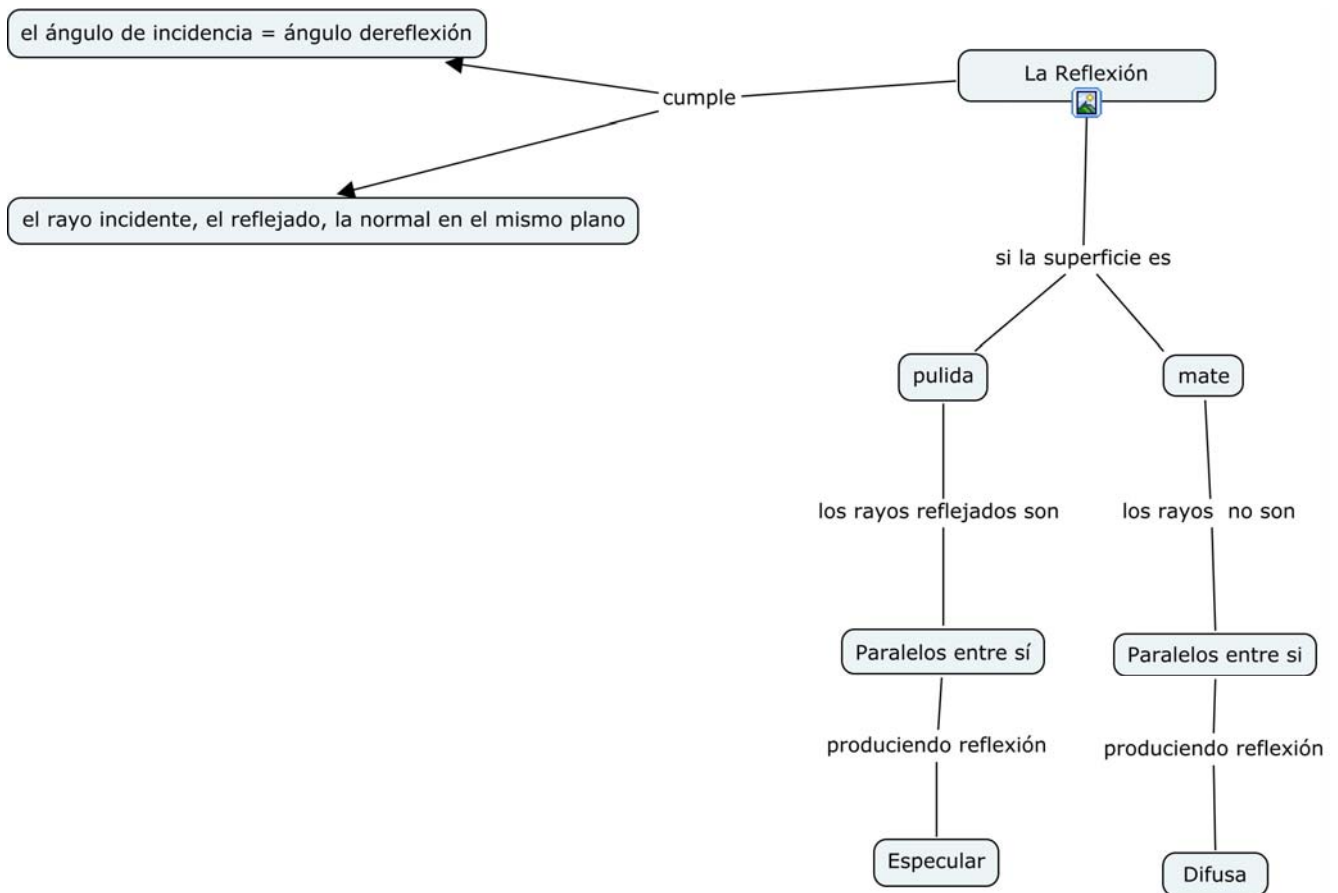 el ángulo de incidencia = ángulo dereflexión
La Reflexión
cumple
el rayo incidente, el reflejado, la normal en el mismo plano
si la superficie es
pulida
mate
los rayos reflejados son
los rayos  no son
Paralelos entre sí
Paralelos entre si
produciendo reflexión
produciendo reflexión
Especular
Difusa